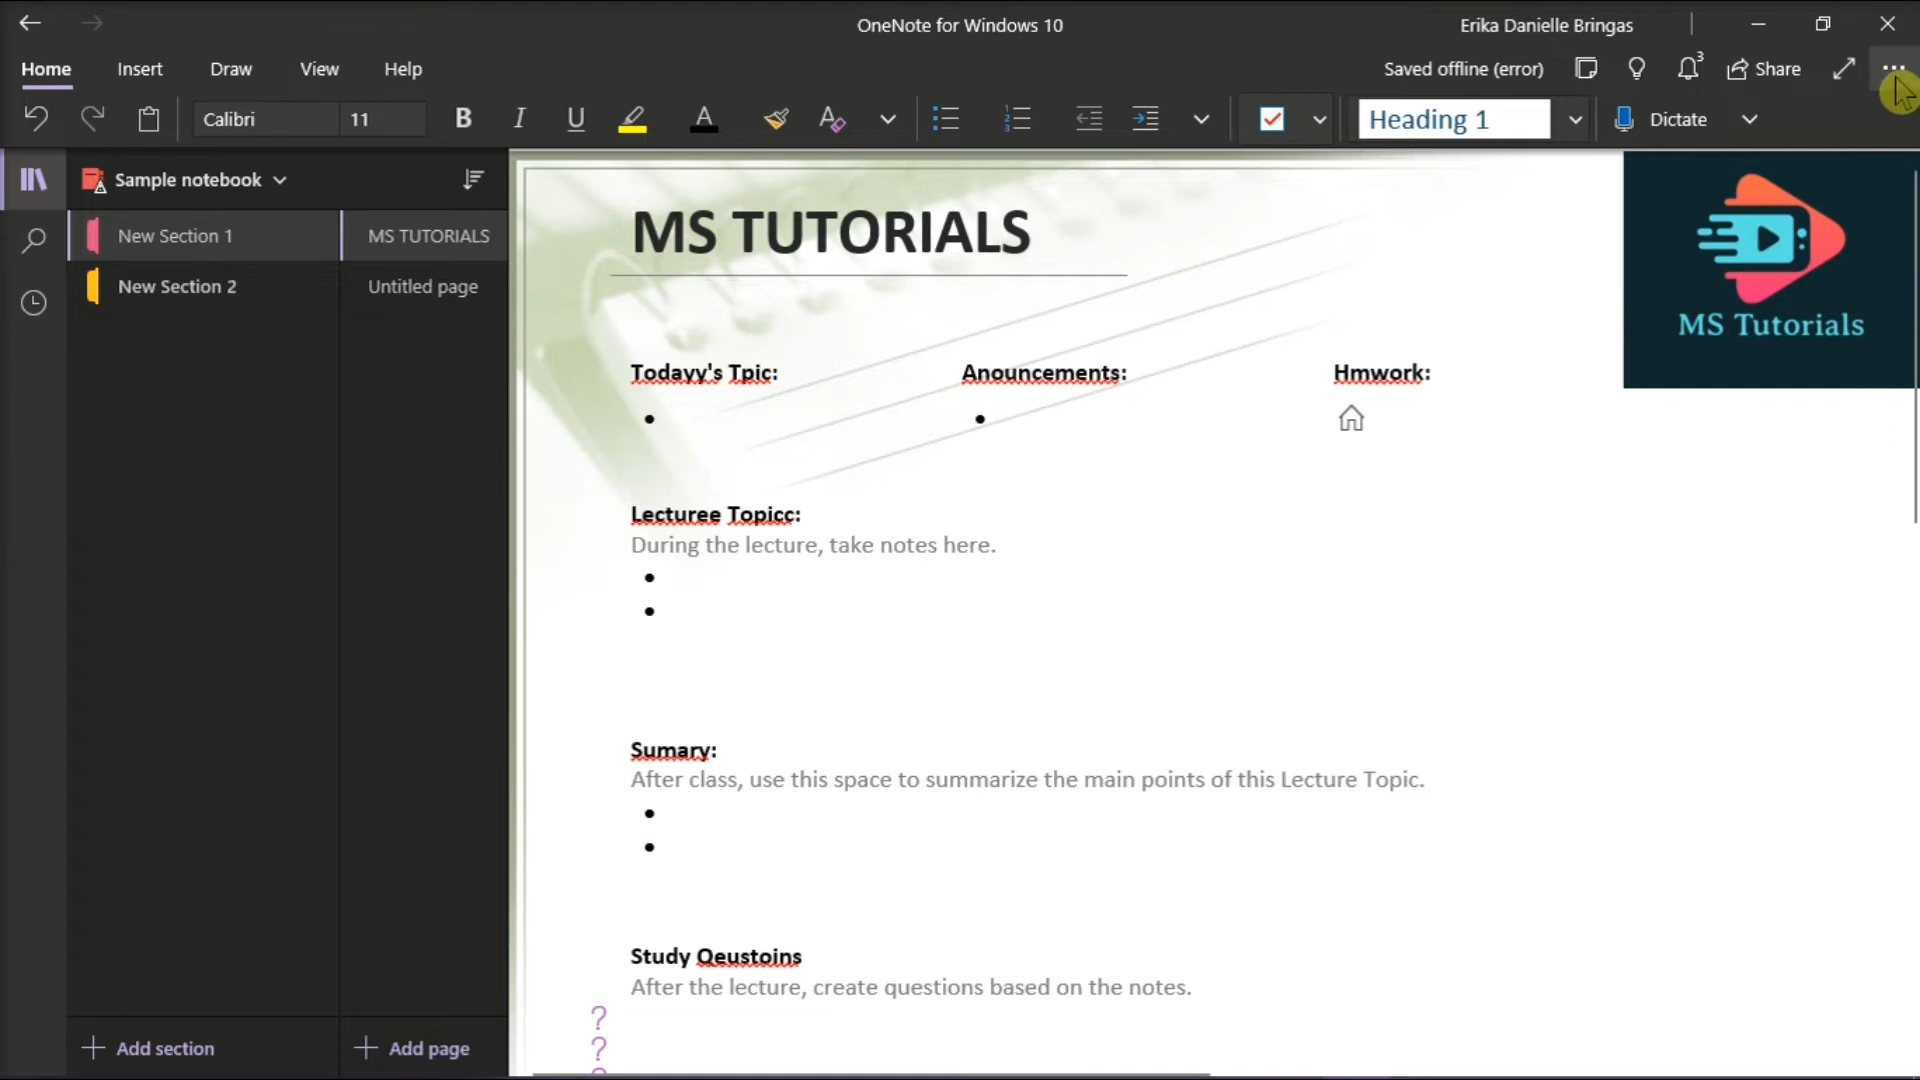 OneNote for Windows 10
Erika Danielle Bringas
Home Insert Draw View Help
Saved offline (error) 3 Share
Calibri 11 B I U A A Heading 1 Dictate
Sample notebook
New Section 1
MS TUTORIALS
New Section 2
Untitled page
MS TUTORIALS
MS Tutorials
Todayy's Tpic:
Anouncements:
Hmwork:
Lecturee Topicc:
During the lecture, take notes here.
Sumary:
After class, use this space to summarize the main points of this Lecture Topic.
Study Qeustoins
After the lecture, create questions based on the notes.
?
?
Add section
Add page